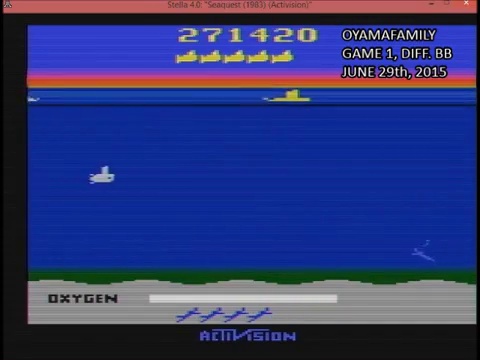 Stella 4.0: "Seaquest (1983) (Activision)"
271420
OYAMAFAMILY
GAME 1, DIFF. BB
JUNE 29th, 2015
OXYGEN
ACTIVISION